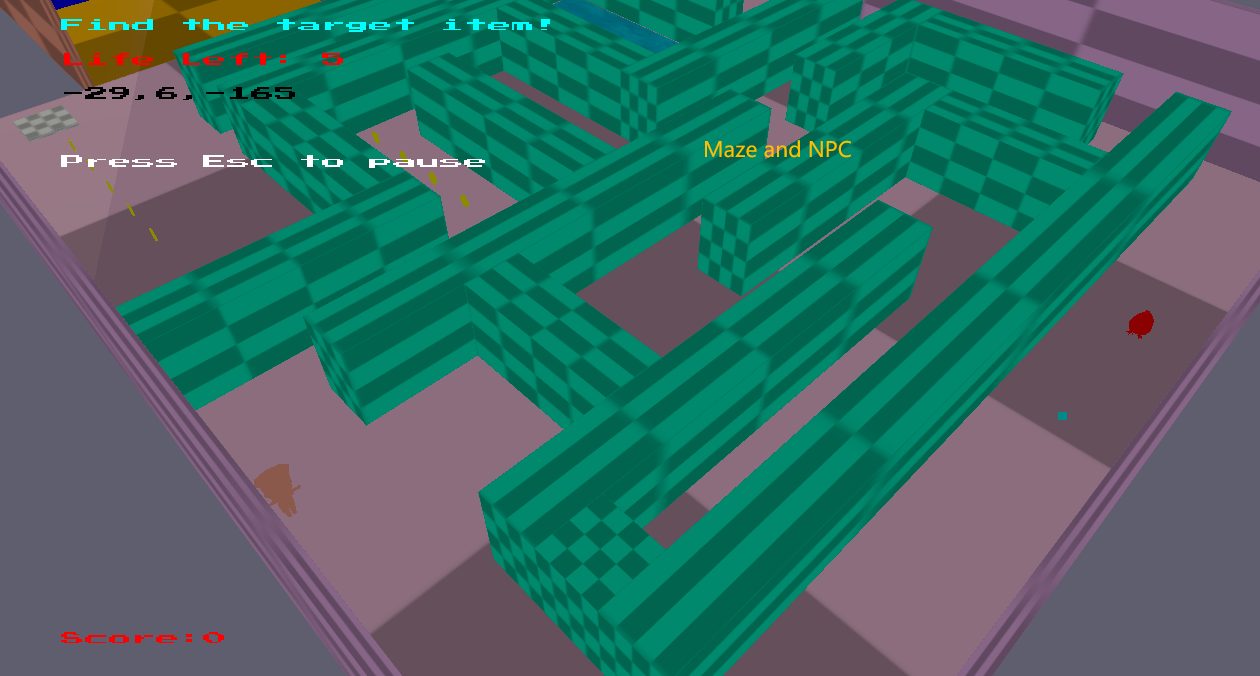 Find the target item!
Life Left: 5
-29,6,-165
Maze and NPC
Press Esc to pause
Score:0